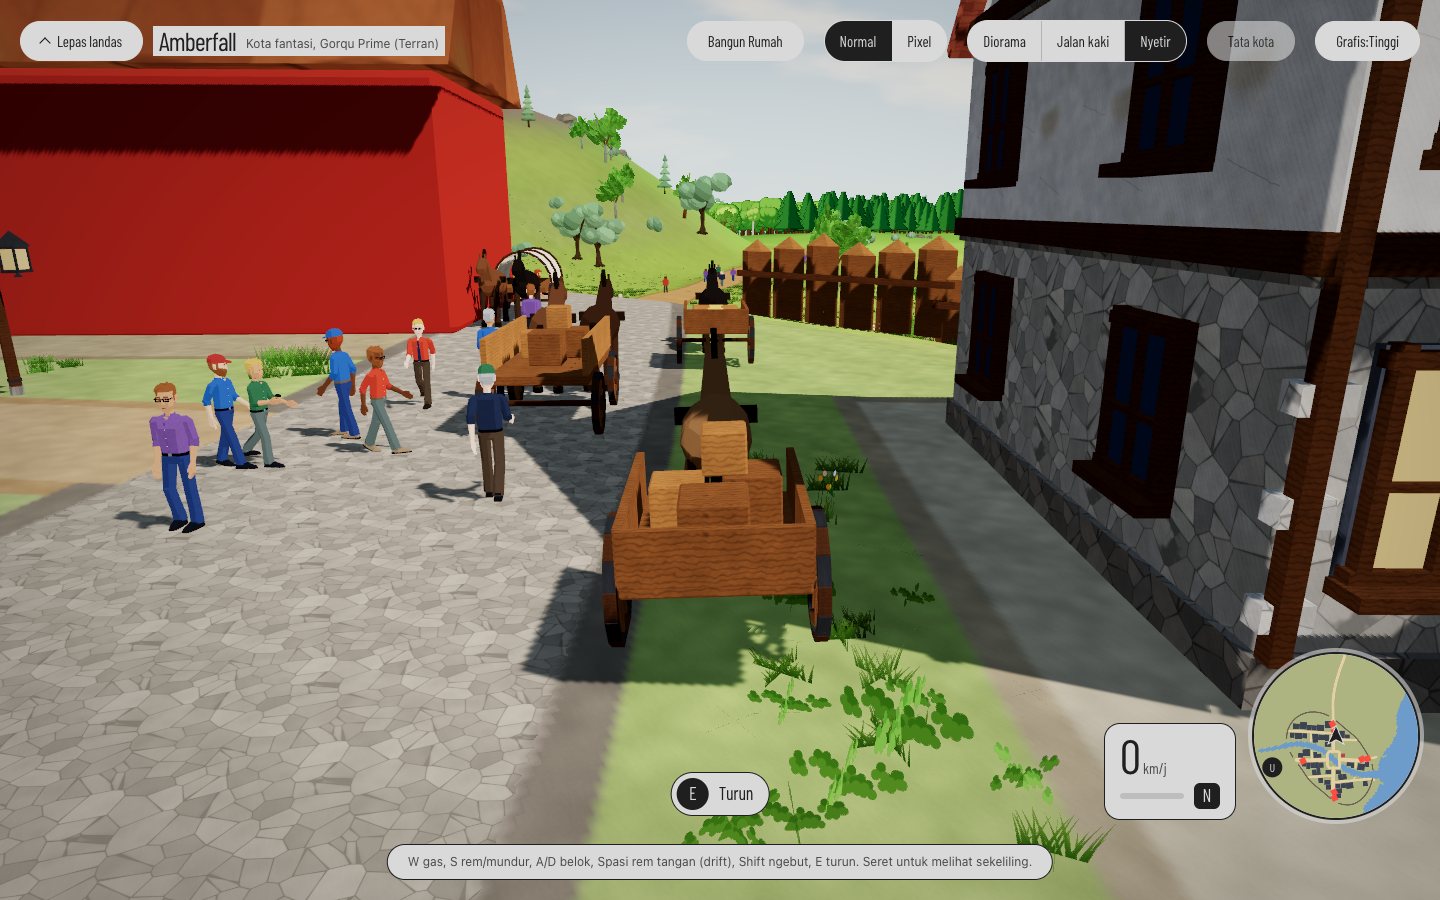 Lepas landas
Amberfall Kota fantasi, Gorqu Prime (Terran)
Bangun Rumah
Normal Pixel
Diorama Jalan kaki Nyetir
Tata kota
Grafis:Tinggi
E Turun
0 km/j
N
U
W gas, S rem/mundur, A/D belok, Spasi rem tangan (drift), Shift ngebut, E turun. Seret untuk melihat sekeliling.